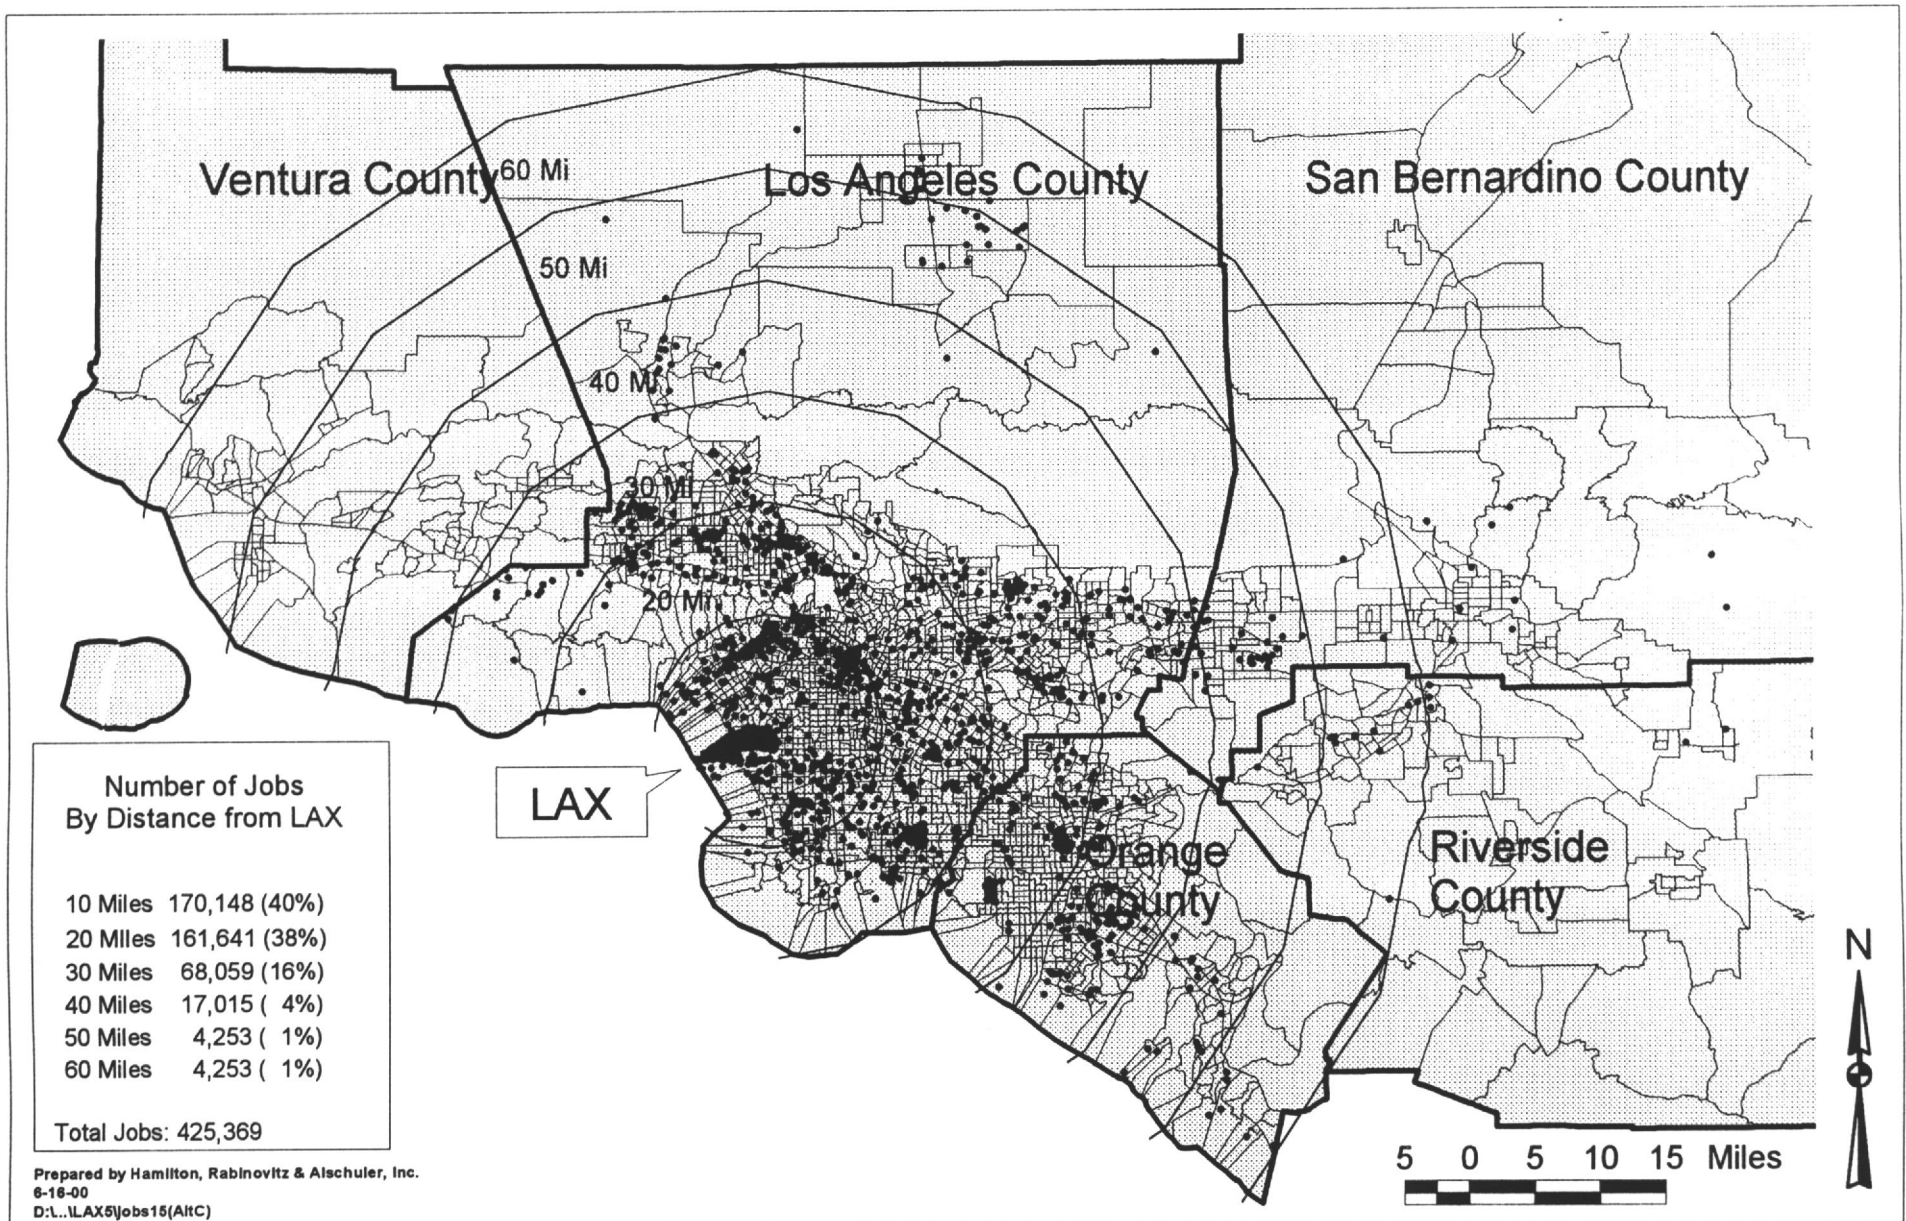 Ventura County
60 Mi
Los Angeles County
San Bernardino County
50 Mi
40 Mi
30 Mi
20 Mi
LAX
Orange
County
Riverside
County
Number of Jobs
By Distance from LAX
10 Miles 170,148 (40%)
20 MIles 161,641 (38%)
30 Miles 68,059 (16%)
40 Miles 17,015 ( 4%)
50 Miles 4,253 ( 1%)
60 Miles 4,253 ( 1%)
Total Jobs: 425,369
Prepared by Hamilton, Rabinovitz & Alschuler, Inc.
6-16-00
D:\...\LAX5\jobs15(AltC)
N
5 0 5 10 15 Miles